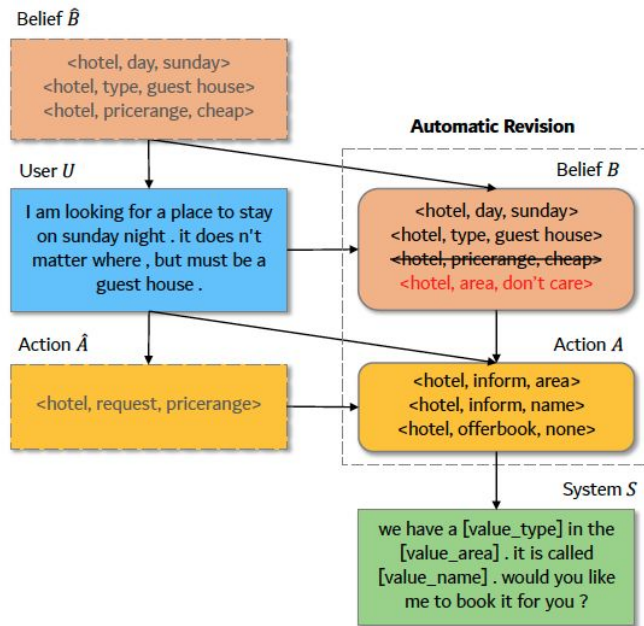 Belief B̂
<hotel, day, sunday>
<hotel, type, guest house>
<hotel, pricerange, cheap>
User U
I am looking for a place to stay
on sunday night . it does n't
matter where , but must be a
guest house .
Action Â
<hotel, request, pricerange>
Automatic Revision
Belief B
<hotel, day, sunday>
<hotel, type, guest house>
<hotel, pricerange, cheap>
<hotel, area, don't care>
Action A
<hotel, inform, area>
<hotel, inform, name>
<hotel, offerbook, none>
System S
we have a [value_type] in the
[value_area] . it is called
[value_name] . would you like
me to book it for you ?